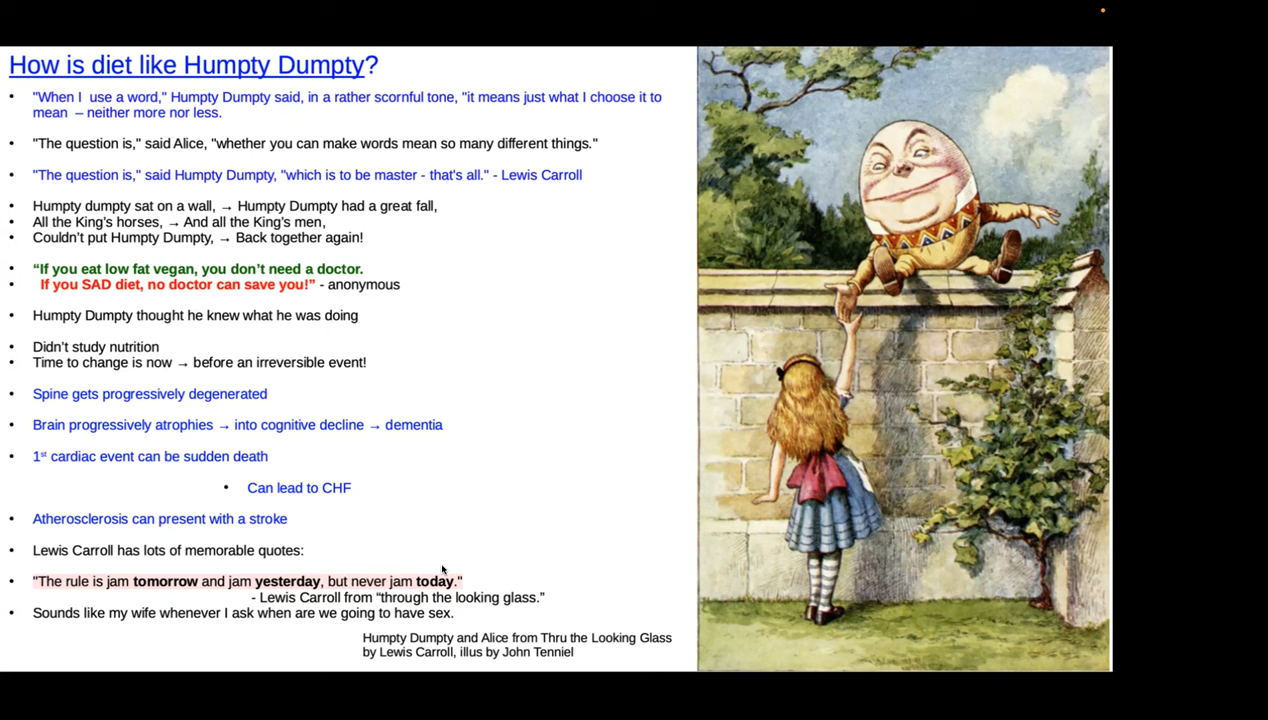 How is diet like Humpty Dumpty?
• "When I use a word," Humpty Dumpty said, in a rather scornful tone, "it means just what I choose it to
mean – neither more nor less.
• "The question is," said Alice, "whether you can make words mean so many different things."
• "The question is," said Humpty Dumpty, "which is to be master - that's all." - Lewis Carroll
• Humpty dumpty sat on a wall, → Humpty Dumpty had a great fall,
• All the King's horses, → And all the King's men,
• Couldn't put Humpty Dumpty, → Back together again!
• “If you eat low fat vegan, you don’t need a doctor.
• If you SAD diet, no doctor can save you!” - anonymous
• Humpty Dumpty thought he knew what he was doing
• Didn’t study nutrition
• Time to change is now → before an irreversible event!
• Spine gets progressively degenerated
• Brain progressively atrophies → into cognitive decline → dementia
• 1st cardiac event can be sudden death
• Can lead to CHF
• Atherosclerosis can present with a stroke
• Lewis Carroll has lots of memorable quotes:
• "The rule is jam tomorrow and jam yesterday, but never jam today."
- Lewis Carroll from “through the looking glass.”
• Sounds like my wife whenever I ask when are we going to have sex.
Humpty Dumpty and Alice from Thru the Looking Glass
by Lewis Carroll, illus by John Tenniel